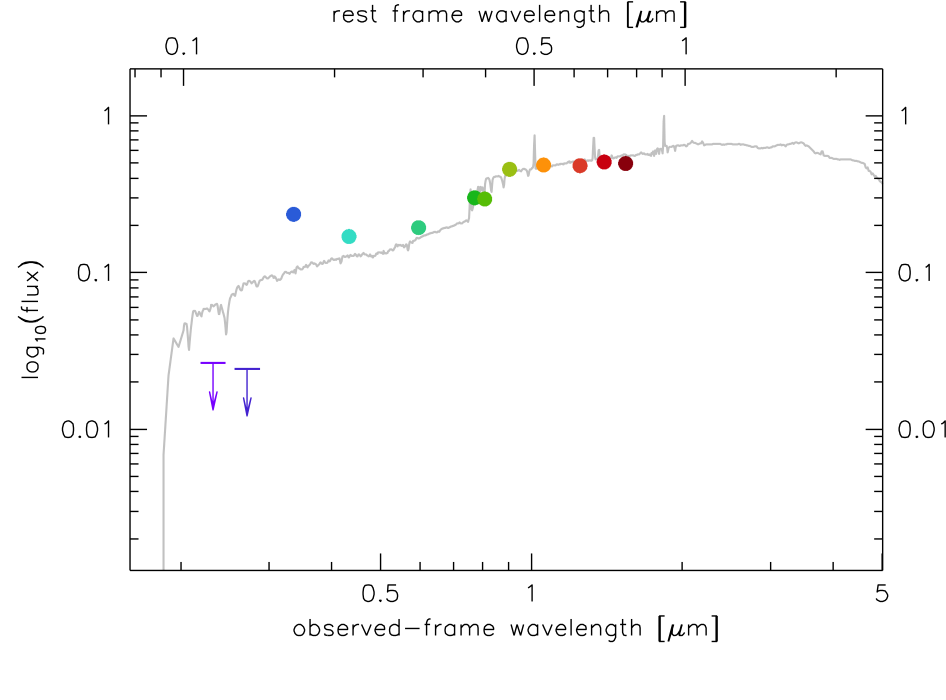 rest frame wavelength [μm]
0.1 0.5 1
1 1
0.1 0.1
0.01 0.01
log10(flux)
0.5 1 5
observed-frame wavelength [μm]